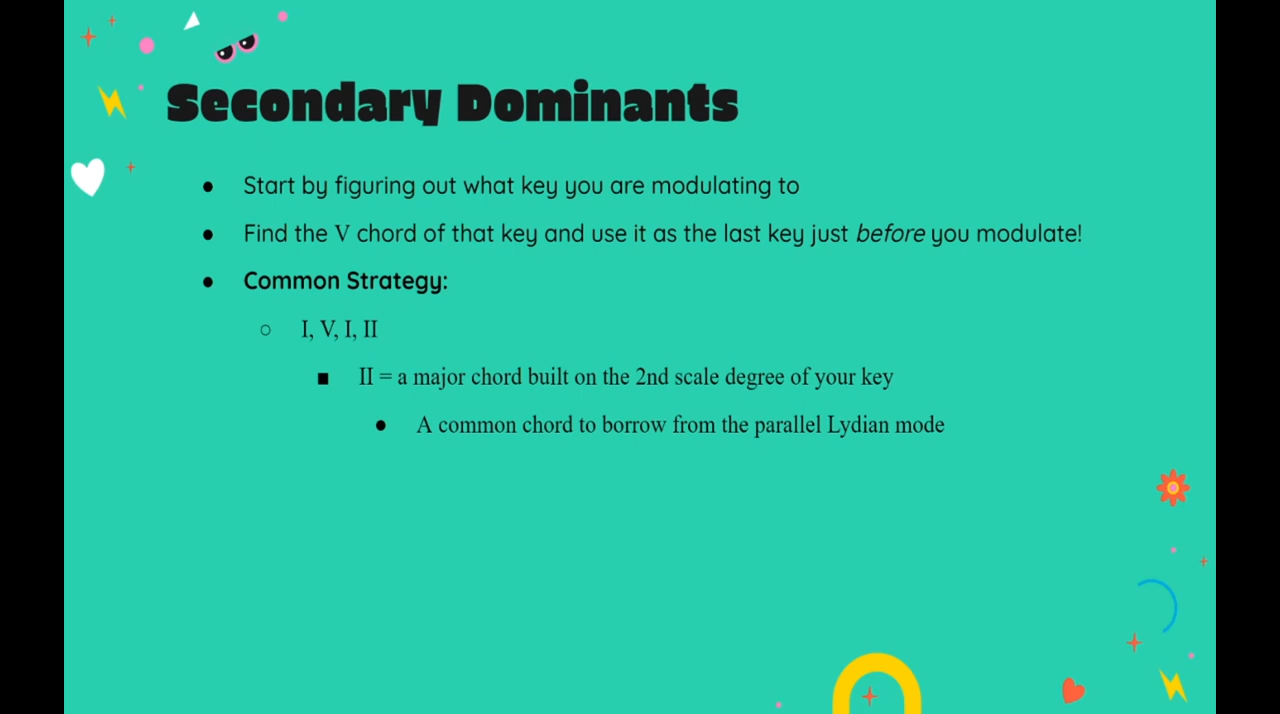 Secondary Dominants
● Start by figuring out what key you are modulating to
● Find the V chord of that key and use it as the last key just before you modulate!
● Common Strategy:
○ I, V, I, II
■ II = a major chord built on the 2nd scale degree of your key
● A common chord to borrow from the parallel Lydian mode